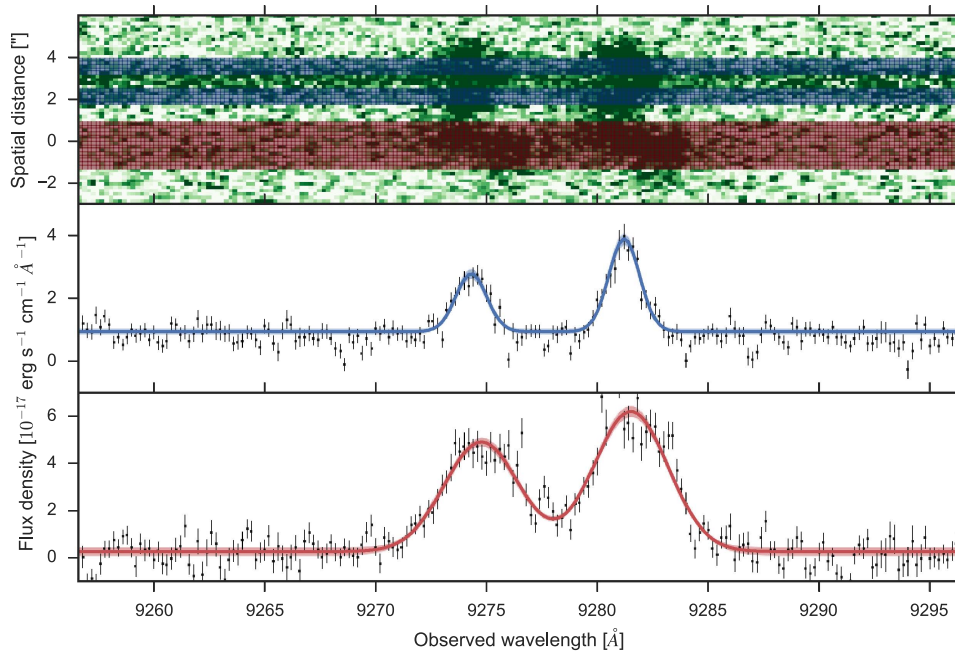 Spatial distance ["]
4
2
0
−2
Flux density [10⁻¹⁷ erg s⁻¹ cm⁻¹ Å⁻¹]
4
2
0
6
4
2
0
9260 9265 9270 9275 9280 9285 9290 9295
Observed wavelength [Å]